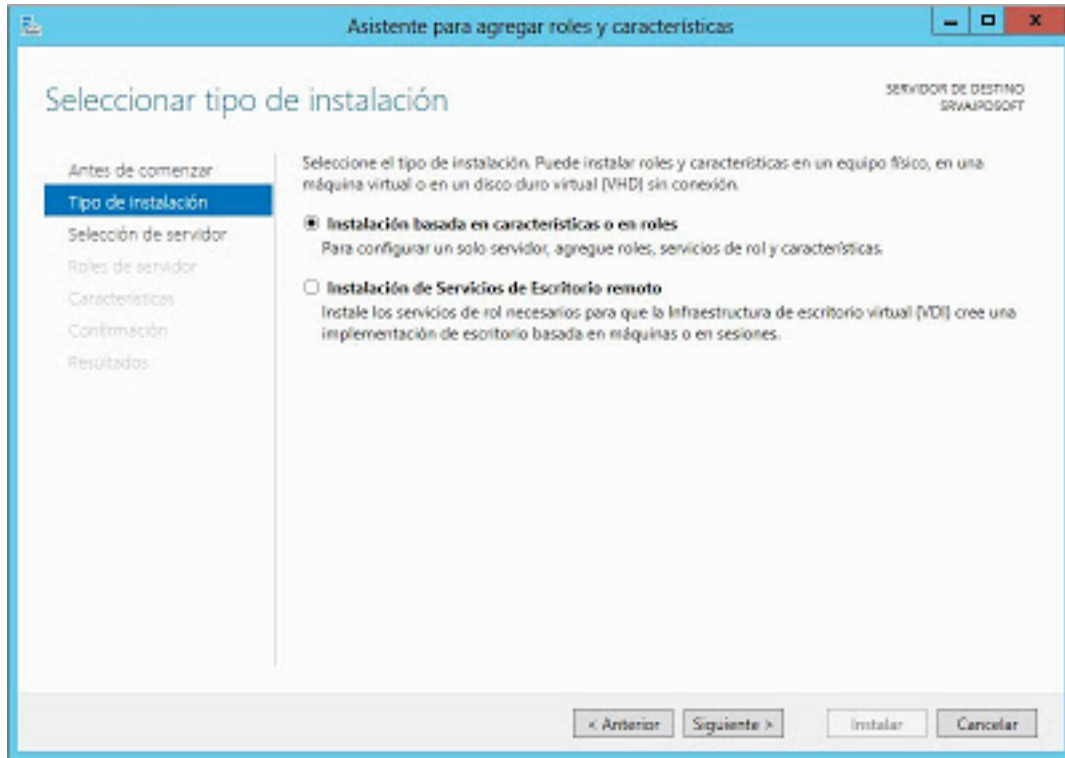 Asistente para agregar roles y características
Seleccionar tipo de instalación
SERVIDOR DE DESTINO
SRVAIPOSOFT
Antes de comenzar
Tipo de instalación
Selección de servidor
Roles de servidor
Características
Confirmación
Resultados
Seleccione el tipo de instalación. Puede instalar roles y características en un equipo físico, en una
máquina virtual o en un disco duro virtual (VHD) sin conexión.
Instalación basada en características o en roles
Para configurar un solo servidor, agregue roles, servicios de rol y características.
Instalación de Servicios de Escritorio remoto
Instale los servicios de rol necesarios para que la Infraestructura de escritorio virtual (VDI) cree una
implementación de escritorio basada en máquinas o en sesiones.
< Anterior
Siguiente >
Instalar
Cancelar